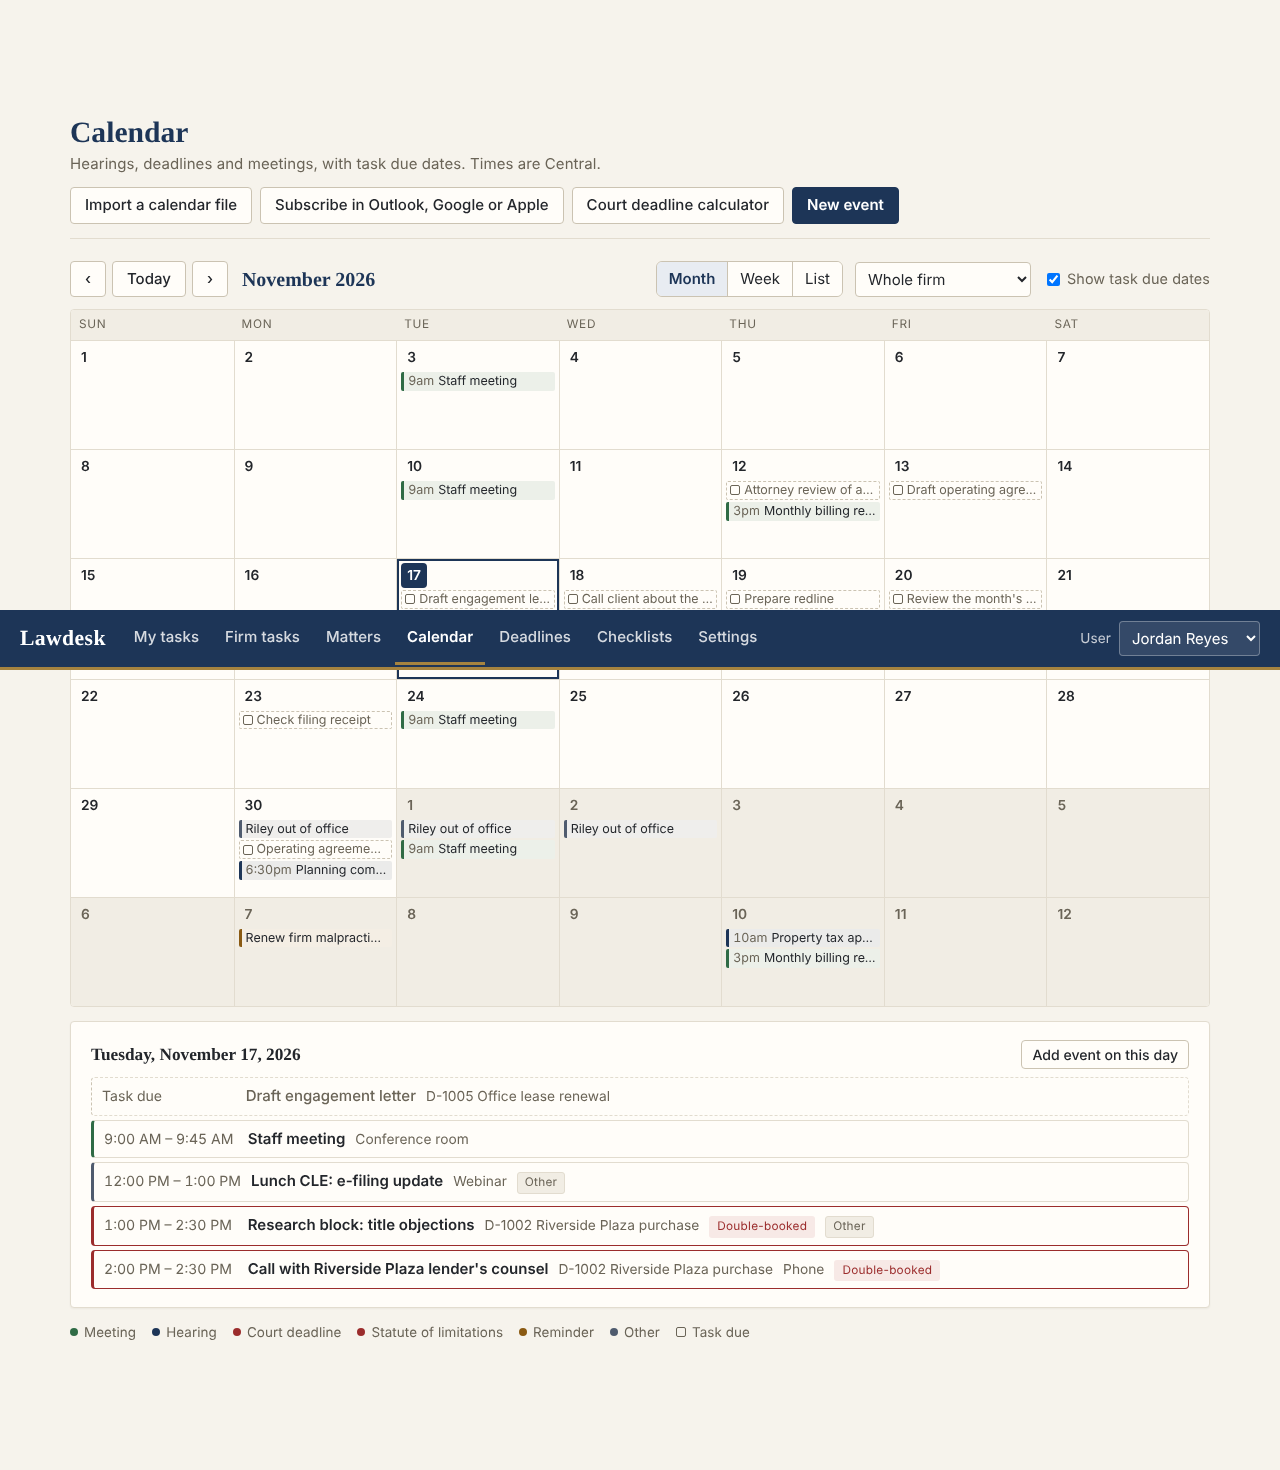 Calendar
Hearings, deadlines and meetings, with task due dates. Times are Central.
Import a calendar file Subscribe in Outlook, Google or Apple Court deadline calculator New event
‹ Today › November 2026 Month Week List Whole firm Show task due dates
SUN MON TUE WED THU FRI SAT
1 2 3 4 5 6 7
9am Staff meeting
8 9 10 11 12 13 14
9am Staff meeting Attorney review of a... Draft operating agre...
3pm Monthly billing re...
15 16 17 18 19 20 21
Draft engagement le... Call client about the ... Prepare redline Review the month's ...
Lawdesk My tasks Firm tasks Matters Calendar Deadlines Checklists Settings User Jordan Reyes
22 23 24 25 26 27 28
Check filing receipt 9am Staff meeting
29 30 1 2 3 4 5
Riley out of office Riley out of office Riley out of office
Operating agreeme... 9am Staff meeting
6:30pm Planning com...
6 7 8 9 10 11 12
Renew firm malpracti... 10am Property tax ap...
3pm Monthly billing re...
Tuesday, November 17, 2026 Add event on this day
Task due Draft engagement letter D-1005 Office lease renewal
9:00 AM – 9:45 AM Staff meeting Conference room
12:00 PM – 1:00 PM Lunch CLE: e-filing update Webinar Other
1:00 PM – 2:30 PM Research block: title objections D-1002 Riverside Plaza purchase Double-booked Other
2:00 PM – 2:30 PM Call with Riverside Plaza lender's counsel D-1002 Riverside Plaza purchase Phone Double-booked
Meeting Hearing Court deadline Statute of limitations Reminder Other Task due